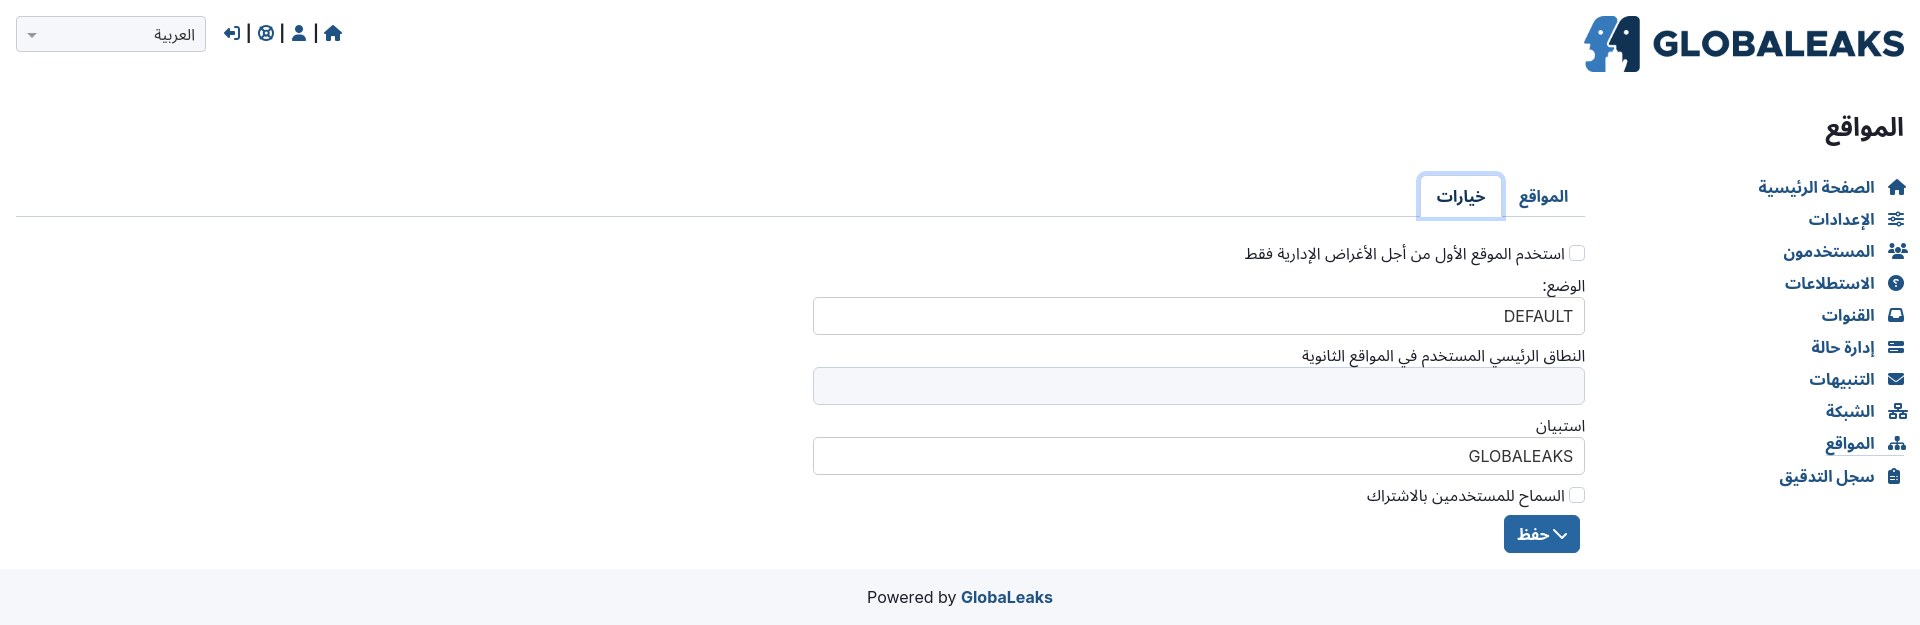 GLOBALEAKS
العربية
المواقع
الصفحة الرئيسية
الإعدادات
المستخدمون
الاستطلاعات
القنوات
إدارة حالة
التنبيهات
الشبكة
المواقع
سجل التدقيق
المواقع
خيارات
استخدم الموقع الأول من أجل الأغراض الإدارية فقط
الوضع:
DEFAULT
النطاق الرئيسي المستخدم في المواقع الثانوية
استبيان
GLOBALEAKS
السماح للمستخدمين بالاشتراك
حفظ
Powered by GlobaLeaks